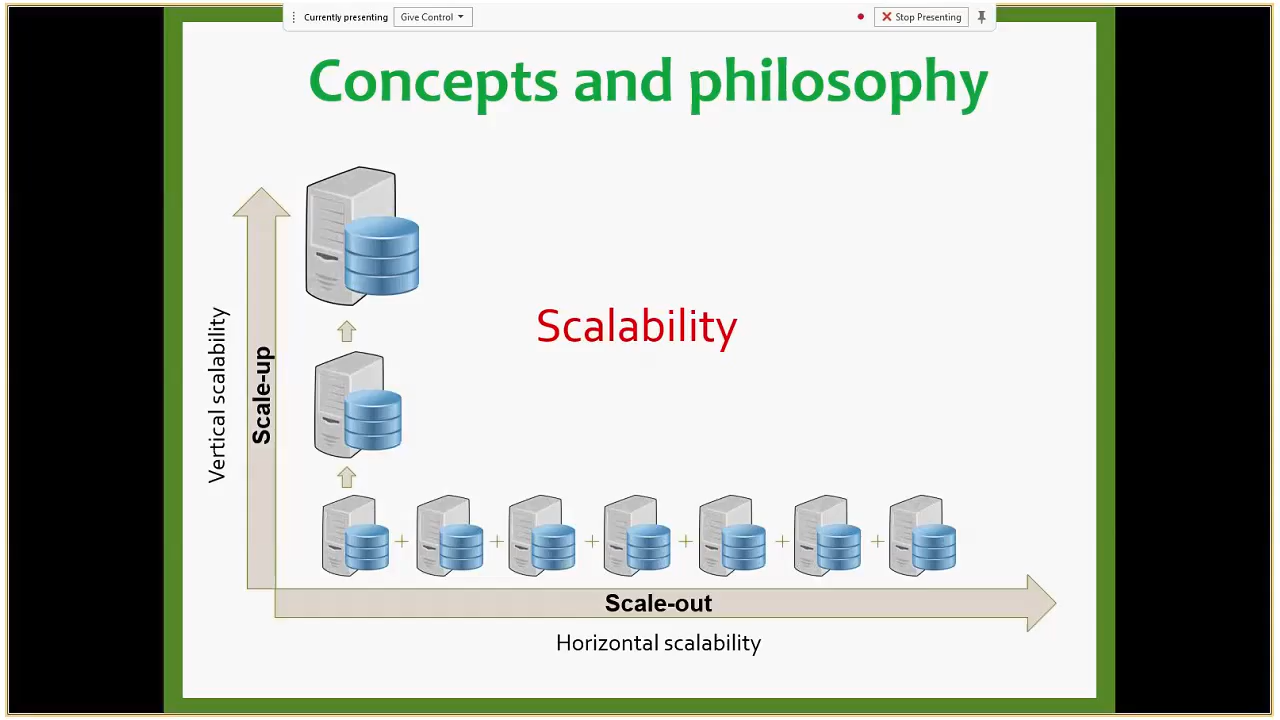 Currently presenting
Give Control
Stop Presenting
Concepts and philosophy
Scalability
Vertical scalability
Scale-up
+ + + + + +
Scale-out
Horizontal scalability